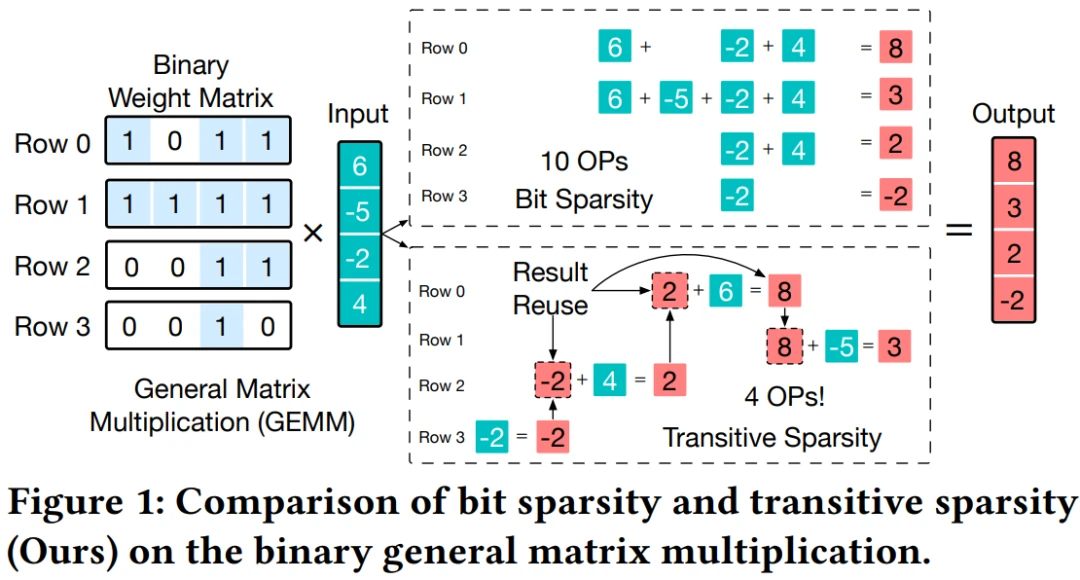 Binary
Weight Matrix
Row 0 1 0 1 1
Row 1 1 1 1 1
Row 2 0 0 1 1
Row 3 0 0 1 0
General Matrix
Multiplication (GEMM)
×
Input
6
-5
-2
4
Row 0 6 + -2 + 4 = 8
Row 1 6 + -5 + -2 + 4 = 3
Row 2 -2 + 4 = 2
Row 3 -2 = -2
10 OPs
Bit Sparsity
Result
Reuse
Row 0 2 + 6 = 8
Row 1 8 + -5 = 3
Row 2 -2 + 4 = 2
Row 3 -2 = -2
4 OPs!
Transitive Sparsity
=
Output
8
3
2
-2
Figure 1: Comparison of bit sparsity and transitive sparsity
(Ours) on the binary general matrix multiplication.